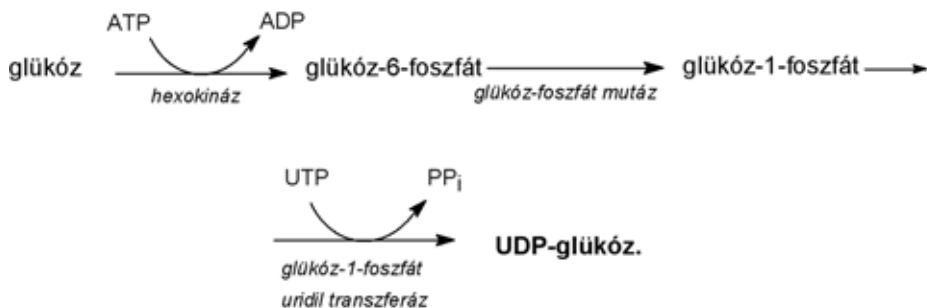 ATP ADP
glükóz glükóz-6-foszfát glükóz-1-foszfát
hexokináz glükóz-foszfát mutáz
UTP PPi
UDP-glükóz.
glükóz-1-foszfát
uridil transzferáz